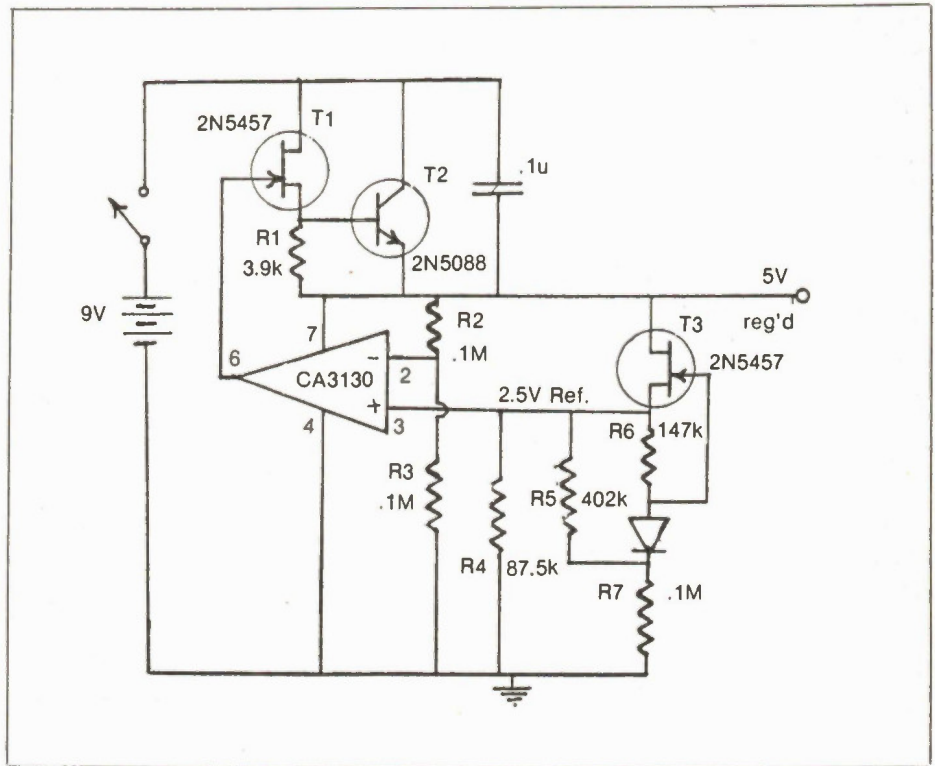 2N5457
T1
T2
.1u
R1
3.9k
2N5088
9V
5V
reg'd
7
R2
.1M
T3
2N5457
6
CA3130
-
2
+
3
4
2.5V Ref.
R6
147k
R3
.1M
R5
402k
R4
87.5k
R7
.1M